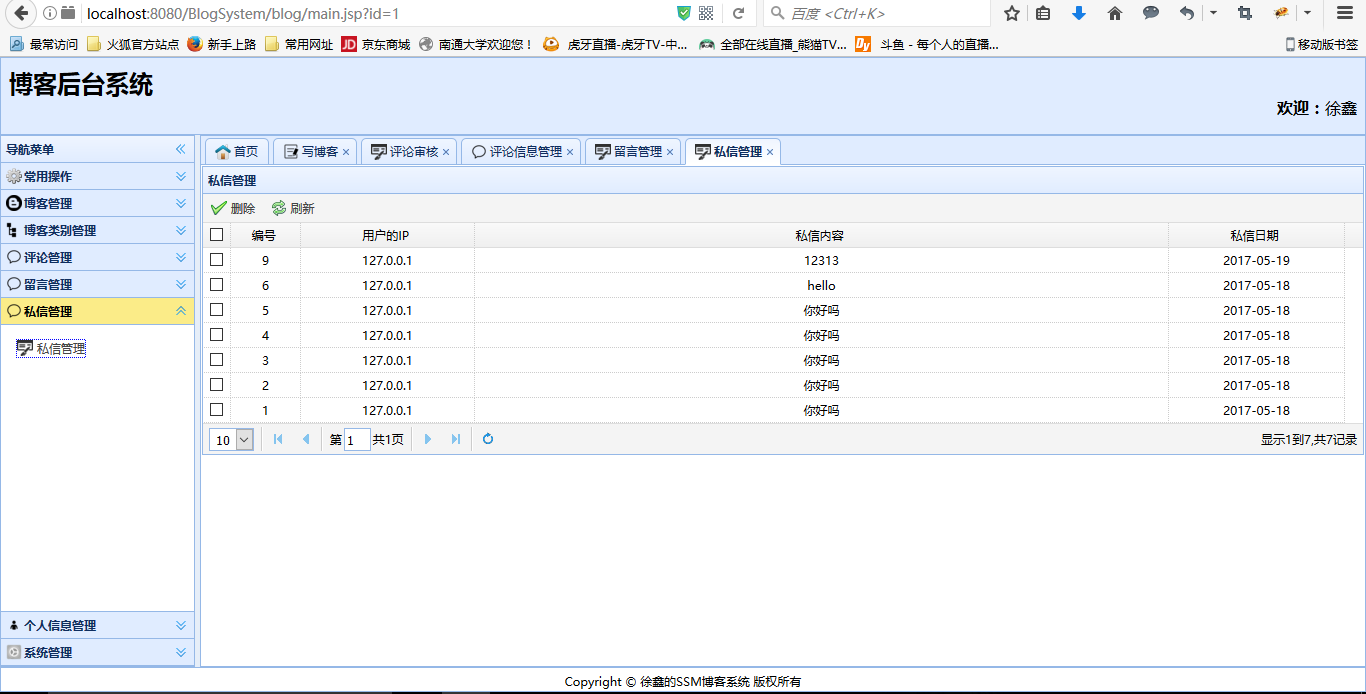 localhost:8080/BlogSystem/blog/main.jsp?id=1
百度 <Ctrl+K>
最常访问 火狐官方站点 新手上路 常用网址 JD 京东商城 南通大学欢迎您！ 虎牙直播-虎牙TV-中... 全部在线直播_熊猫TV... Dy 斗鱼 - 每个人的直播... 移动版书签
博客后台系统
欢迎：徐鑫
导航菜单
常用操作
博客管理
博客类别管理
评论管理
留言管理
私信管理
私信管理
个人信息管理
系统管理
首页 写博客 × 评论审核 × 评论信息管理 × 留言管理 × 私信管理 ×
私信管理
删除 刷新
编号 用户的IP 私信内容 私信日期
9 127.0.0.1 12313 2017-05-19
6 127.0.0.1 hello 2017-05-18
5 127.0.0.1 你好吗 2017-05-18
4 127.0.0.1 你好吗 2017-05-18
3 127.0.0.1 你好吗 2017-05-18
2 127.0.0.1 你好吗 2017-05-18
1 127.0.0.1 你好吗 2017-05-18
10 第 1 共1页 显示1到7,共7记录
Copyright © 徐鑫的SSM博客系统 版权所有